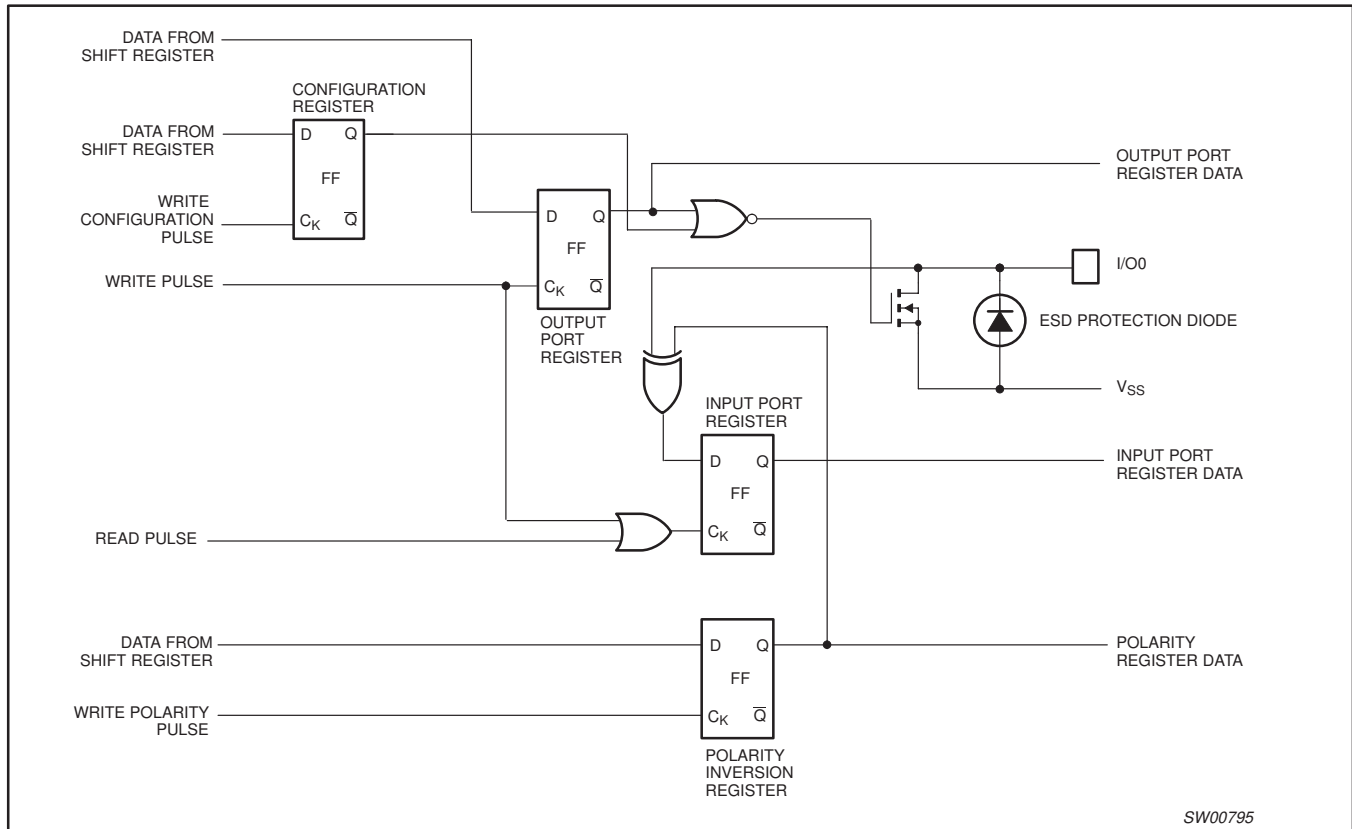 DATA FROM
SHIFT REGISTER
CONFIGURATION
REGISTER
DATA FROM
SHIFT REGISTER
D Q
FF
CK Q̅
WRITE
CONFIGURATION
PULSE
OUTPUT PORT
REGISTER DATA
D Q
FF
CK Q̅
WRITE PULSE
OUTPUT
PORT
REGISTER
I/O0
ESD PROTECTION DIODE
VSS
INPUT PORT
REGISTER
D Q
FF
CK Q̅
INPUT PORT
REGISTER DATA
READ PULSE
DATA FROM
SHIFT REGISTER
D Q
FF
CK Q̅
POLARITY
REGISTER DATA
WRITE POLARITY
PULSE
POLARITY
INVERSION
REGISTER
SW00795